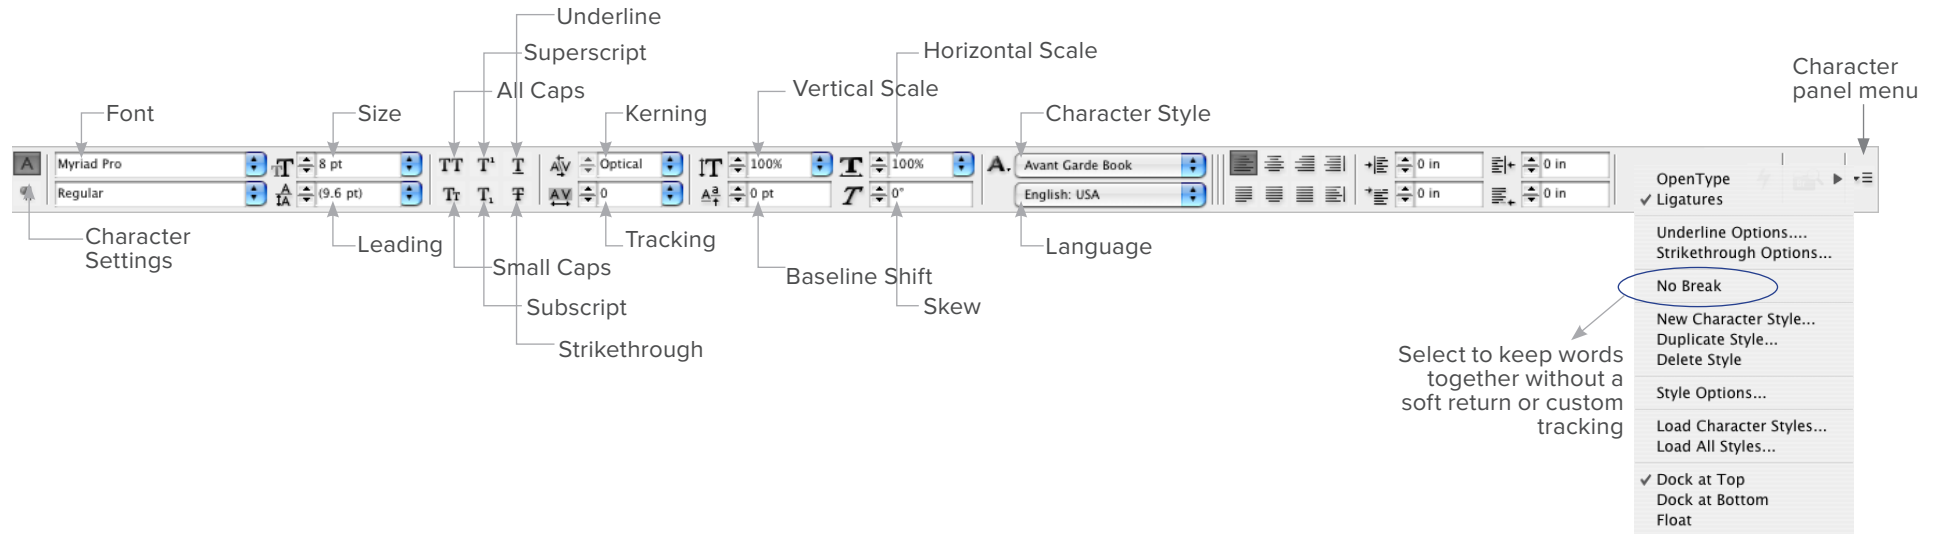 Underline
Superscript
Horizontal Scale
Character
panel menu
All Caps
Vertical Scale
Font
Size
Kerning
Character Style
A
Myriad Pro
8 pt
Optical
100%
100%
A.
Avant Garde Book
0 in
0 in
Regular
(9.6 pt)
0
0 pt
0°
English: USA
0 in
0 in
Character
Settings
Leading
Tracking
Language
Small Caps
Baseline Shift
Subscript
Skew
Strikethrough
OpenType
Ligatures
Underline Options....
Strikethrough Options...
No Break
New Character Style...
Duplicate Style...
Delete Style
Style Options...
Load Character Styles...
Load All Styles...
Dock at Top
Dock at Bottom
Float
Select to keep words
together without a
soft return or custom
tracking